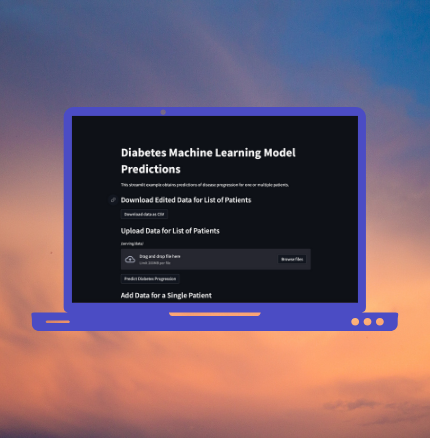 Diabetes Machine Learning Model
Predictions
This streamlit example obtains predictions of disease progression for one or multiple patients.
Download Edited Data for List of Patients
Download data as CSV
Upload Data for List of Patients
Drag and drop file here
Limit 200MB per file
Browse files
Predict Diabetes Progression
Add Data for a Single Patient